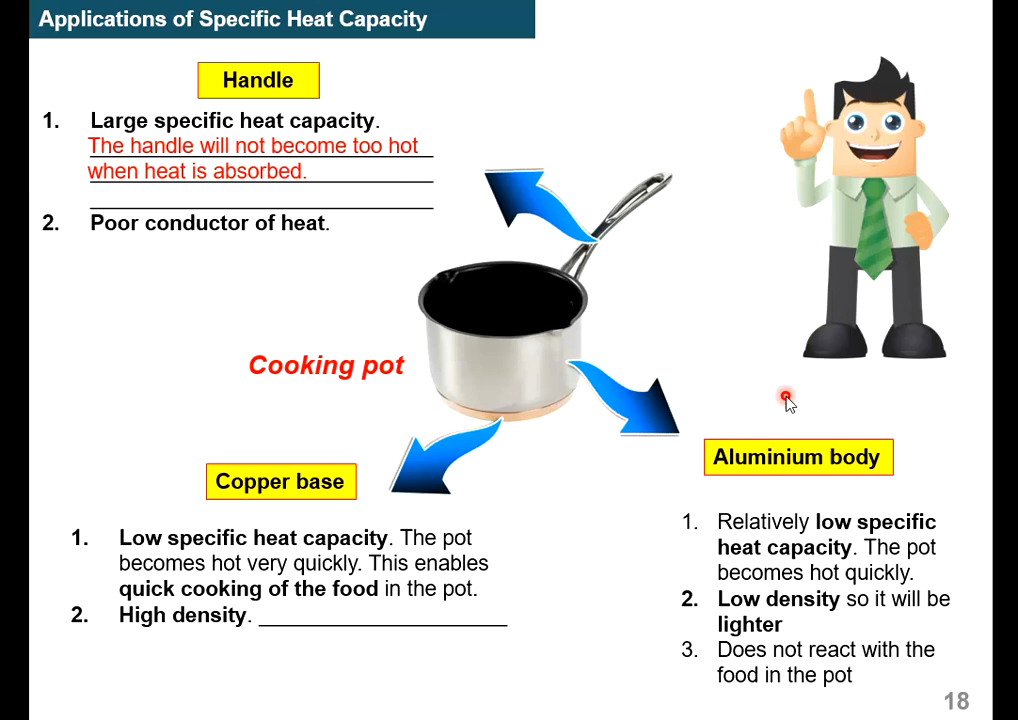 Applications of Specific Heat Capacity
Handle
1. Large specific heat capacity.
The handle will not become too hot
when heat is absorbed.
2. Poor conductor of heat.
Cooking pot
Copper base
1. Low specific heat capacity. The pot
becomes hot very quickly. This enables
quick cooking of the food in the pot.
2. High density.
Aluminium body
1. Relatively low specific
heat capacity. The pot
becomes hot quickly.
2. Low density so it will be
lighter
3. Does not react with the
food in the pot
18